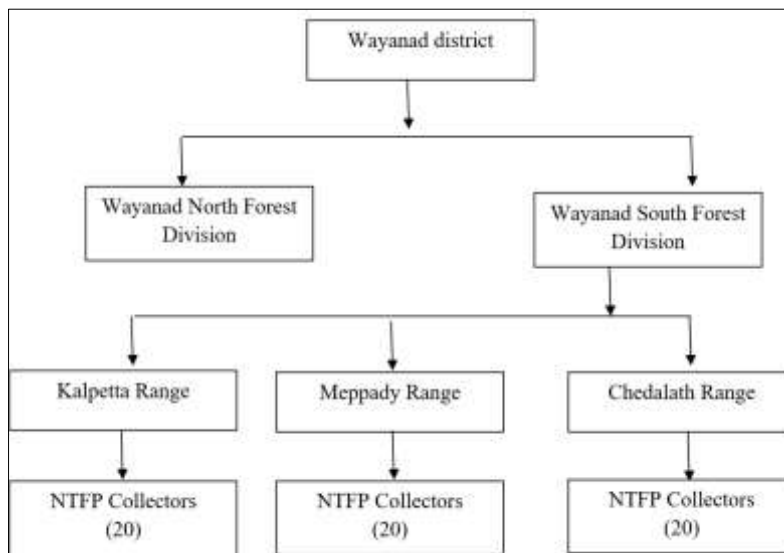 Wayanad district
Wayanad North Forest
Division
Wayanad South Forest
Division
Kalpetta Range
Meppady Range
Chedalath Range
NTFP Collectors
(20)
NTFP Collectors
(20)
NTFP Collectors
(20)